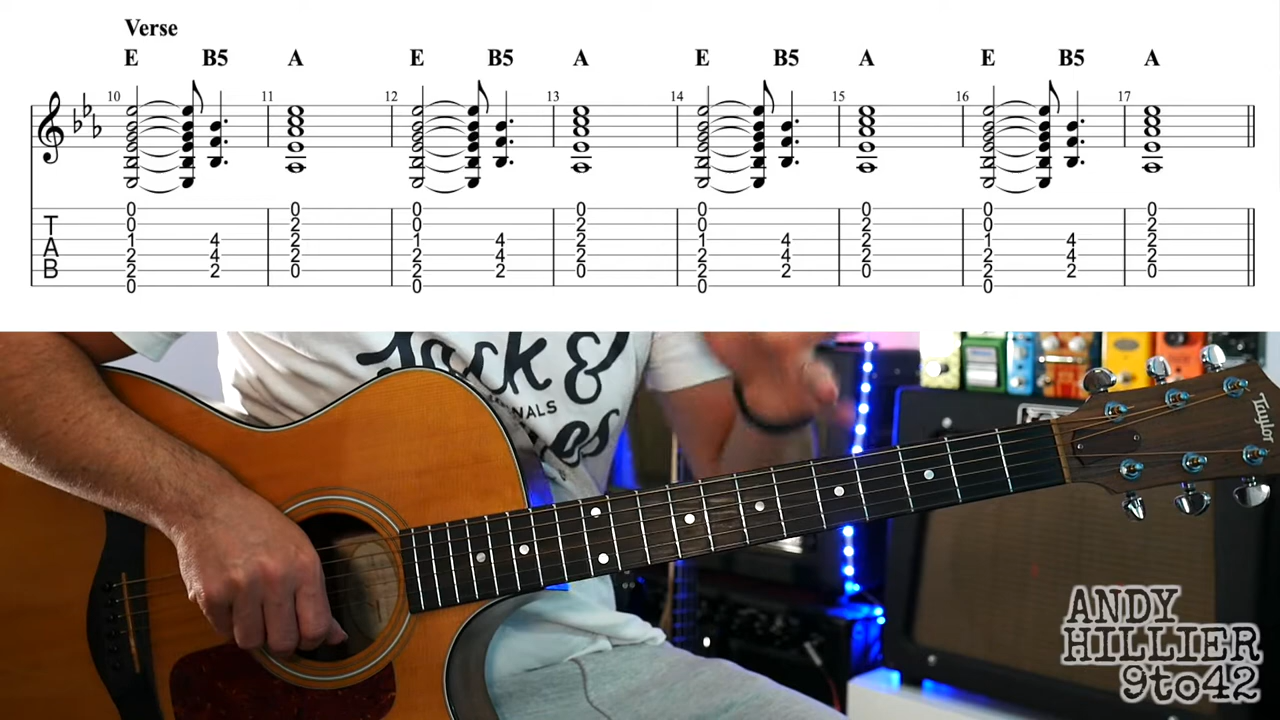 Verse
E B5 A E B5 A E B5 A E B5 A
10 11 12 13 14 15 16 17
0 0 0 0 0 0 0 0
T 0 2 0 2 0 2 0 2
A 1 4 2 1 4 2 1 4 2 1 4 2
2 4 2 2 4 2 2 4 2 2 4 2
B 2 2 0 2 2 0 2 2 0 2 2 0
0 0 0 0
Jack &
Taylor
ANDY
HILLIER
9to42